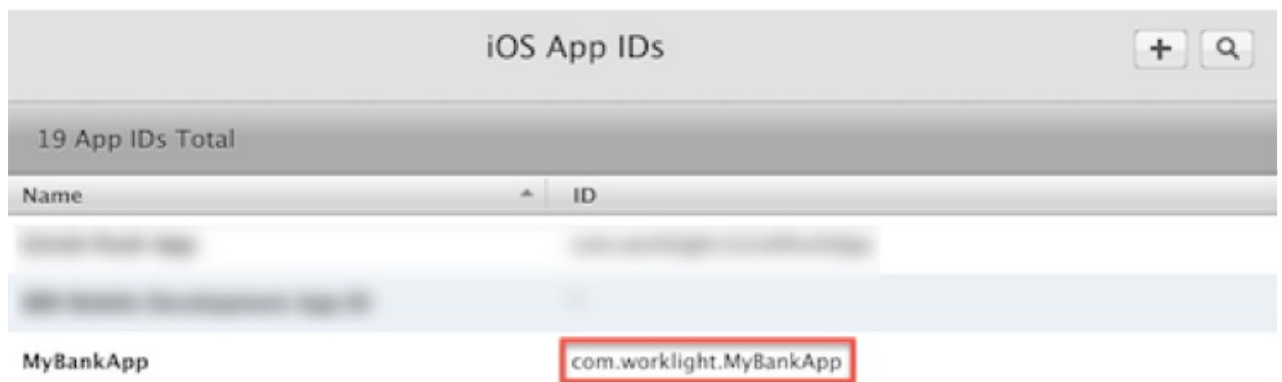 iOS App IDs
19 App IDs Total
Name ID
MyBankApp com.worklight.MyBankApp